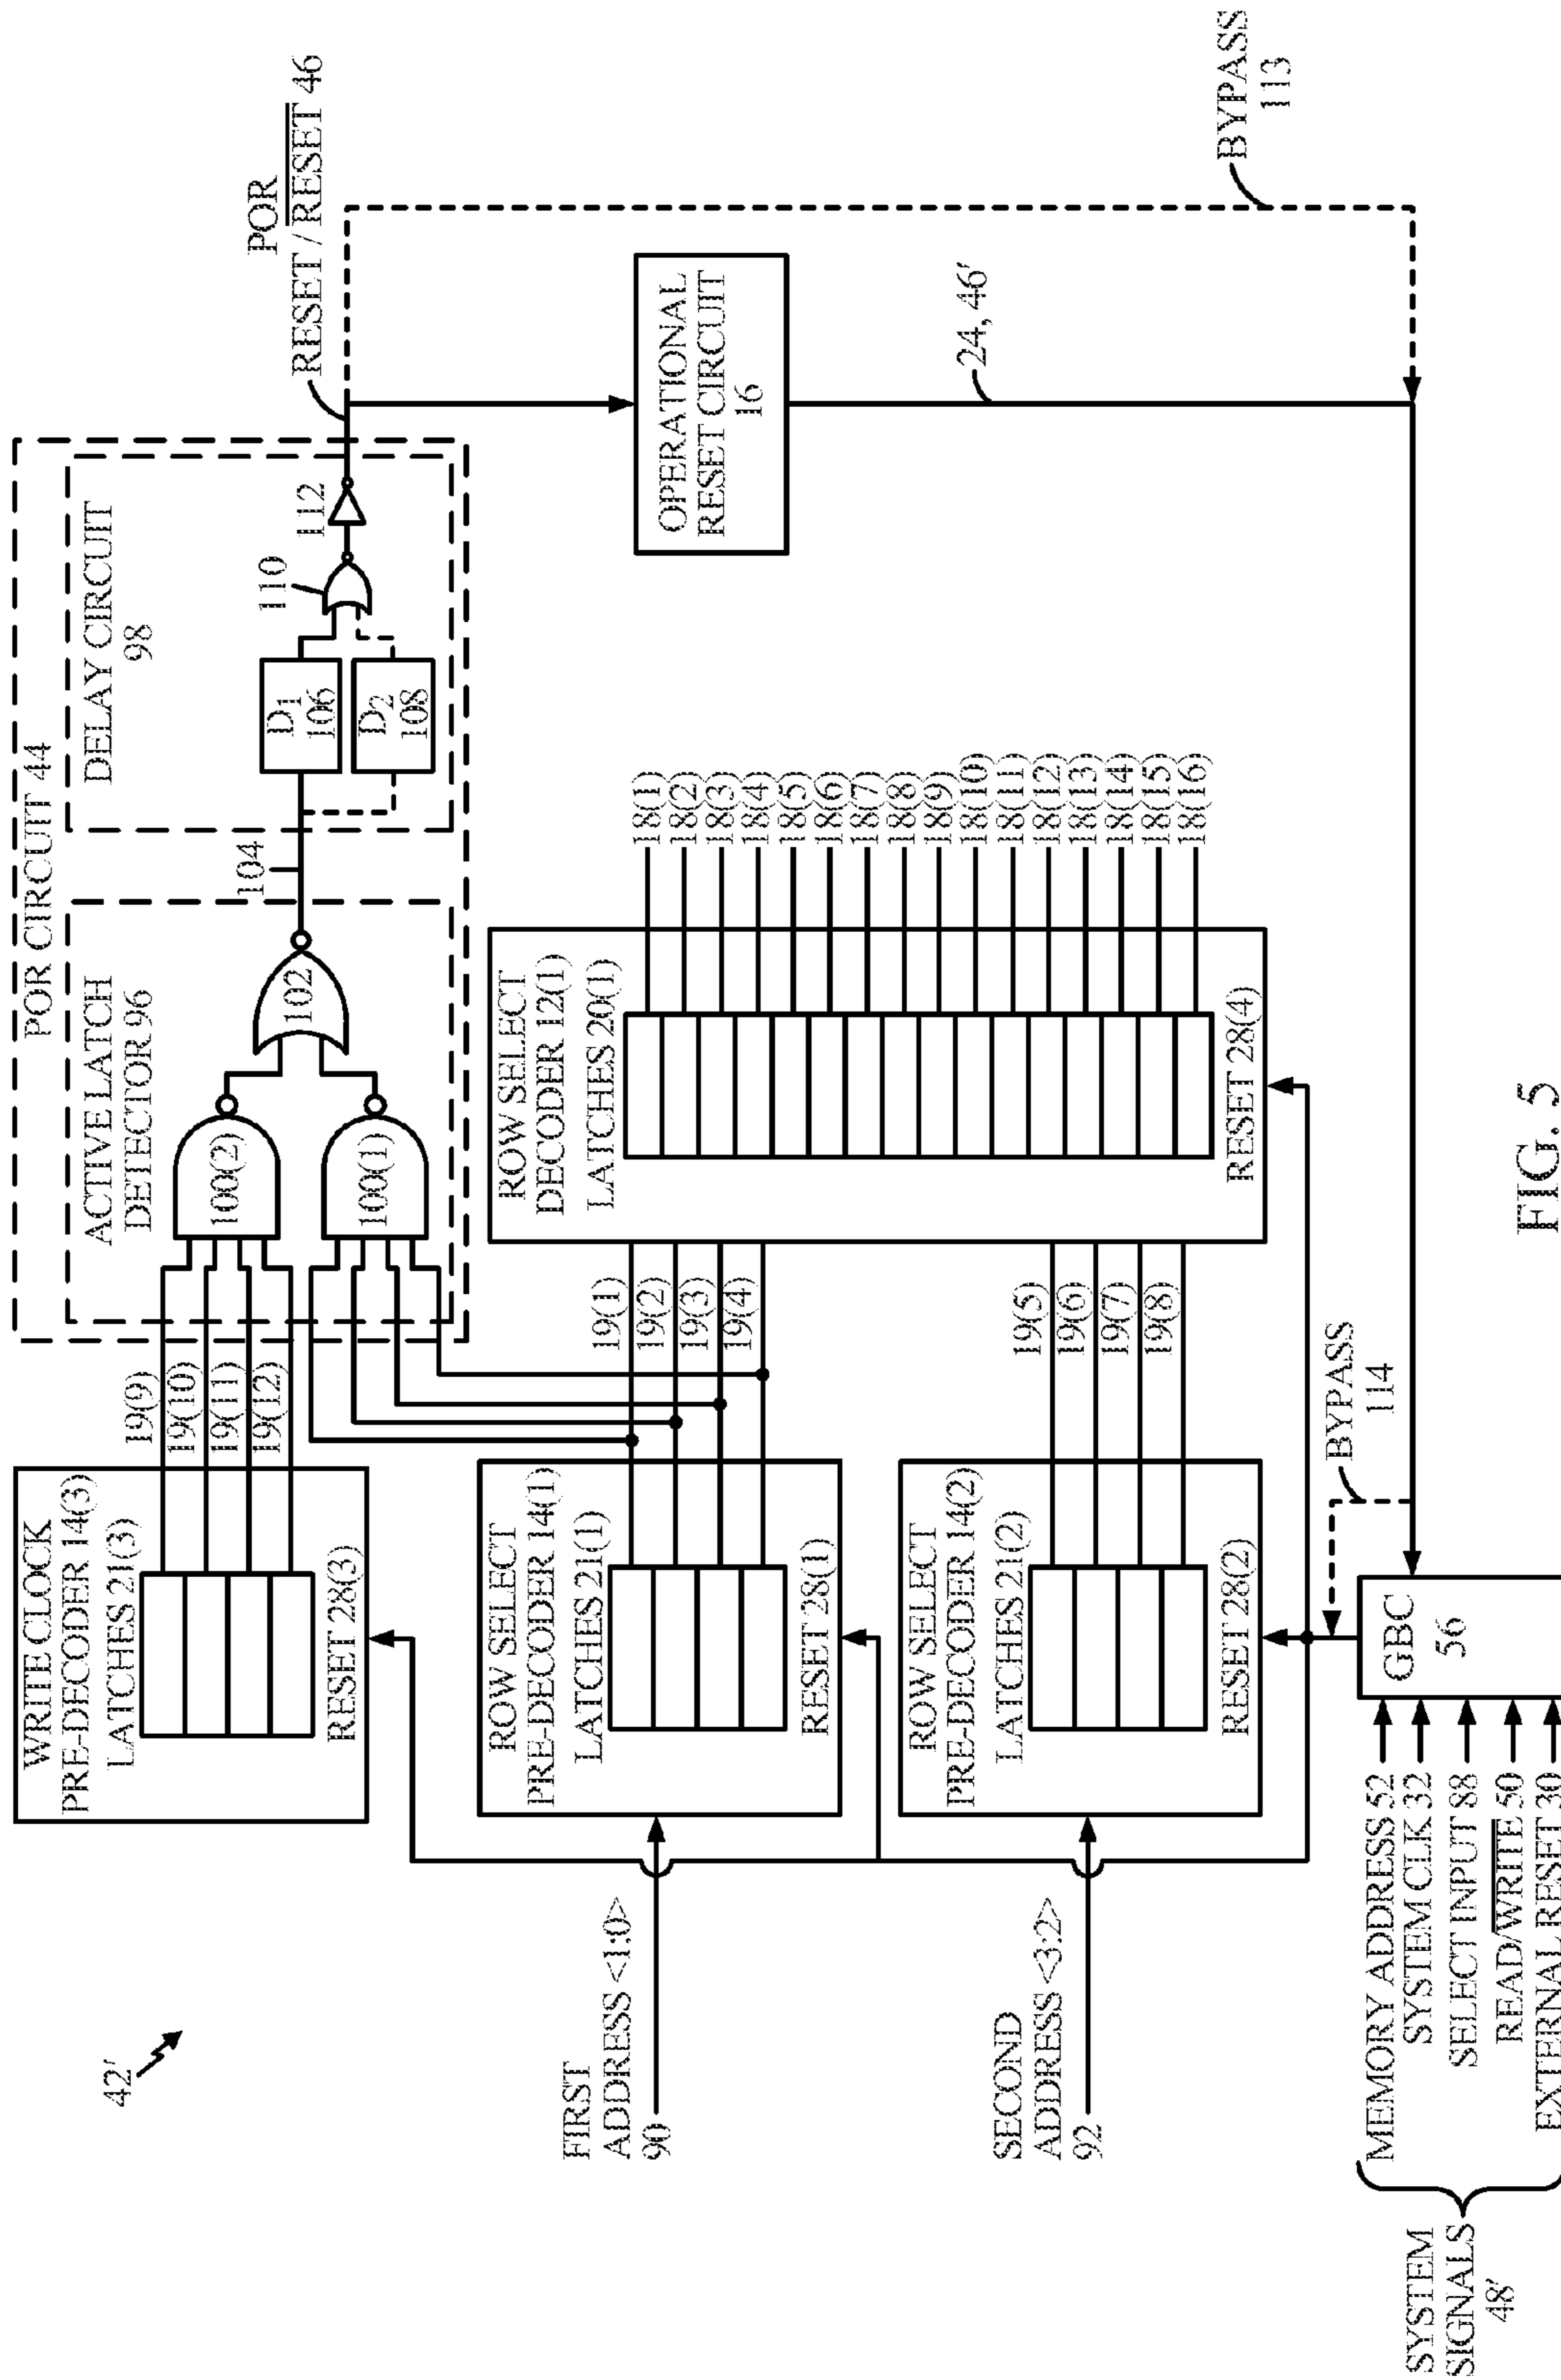 42'
POR CIRCUIT 44
ACTIVE LATCH
DETECTOR 96
DELAY CIRCUIT
98
100(2)
100(1)
102
104
D1
106
D2
108
110
112
POR
RESET / RESET 46
WRITE CLOCK
PRE-DECODER 14(3)
LATCHES 21(3)
RESET 28(3)
19(9)
19(10)
19(11)
19(12)
FIRST
ADDRESS <1:0>
90
ROW SELECT
PRE-DECODER 14(1)
LATCHES 21(1)
RESET 28(1)
19(1)
19(2)
19(3)
19(4)
SECOND
ADDRESS <3:2>
92
ROW SELECT
PRE-DECODER 14(2)
LATCHES 21(2)
RESET 28(2)
19(5)
19(6)
19(7)
19(8)
ROW SELECT
DECODER 12(1)
LATCHES 20(1)
RESET 28(4)
18(1)
18(2)
18(3)
18(4)
18(5)
18(6)
18(7)
18(8)
18(9)
18(10)
18(11)
18(12)
18(13)
18(14)
18(15)
18(16)
OPERATIONAL
RESET CIRCUIT
16
24, 46'
BYPASS
113
BYPASS
114
SYSTEM
SIGNALS
48'
MEMORY ADDRESS 52
SYSTEM CLK 32
SELECT INPUT 88
READ/WRITE 50
EXTERNAL RESET 30
GBC
56
FIG. 5